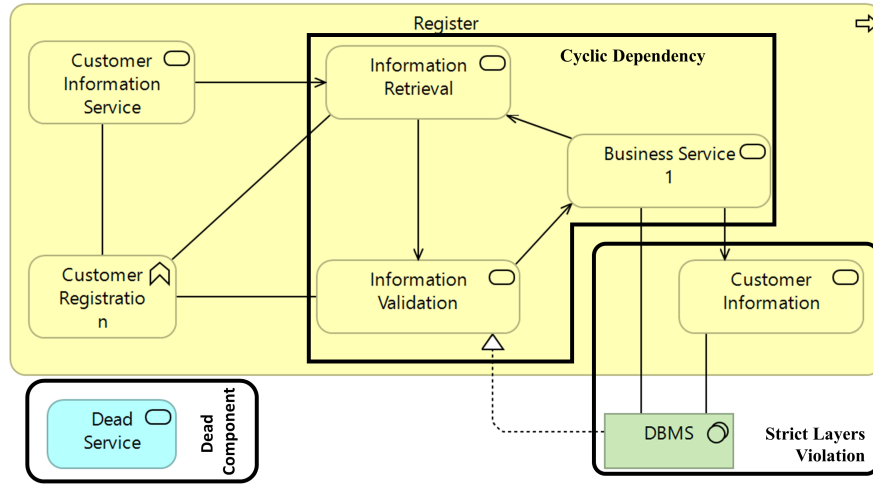 Register
Customer
Information
Service
Information
Retrieval
Cyclic Dependency
Business Service
1
Customer
Registratio
n
Information
Validation
Customer
Information
Dead
Service
Dead
Component
DBMS
Strict Layers
Violation